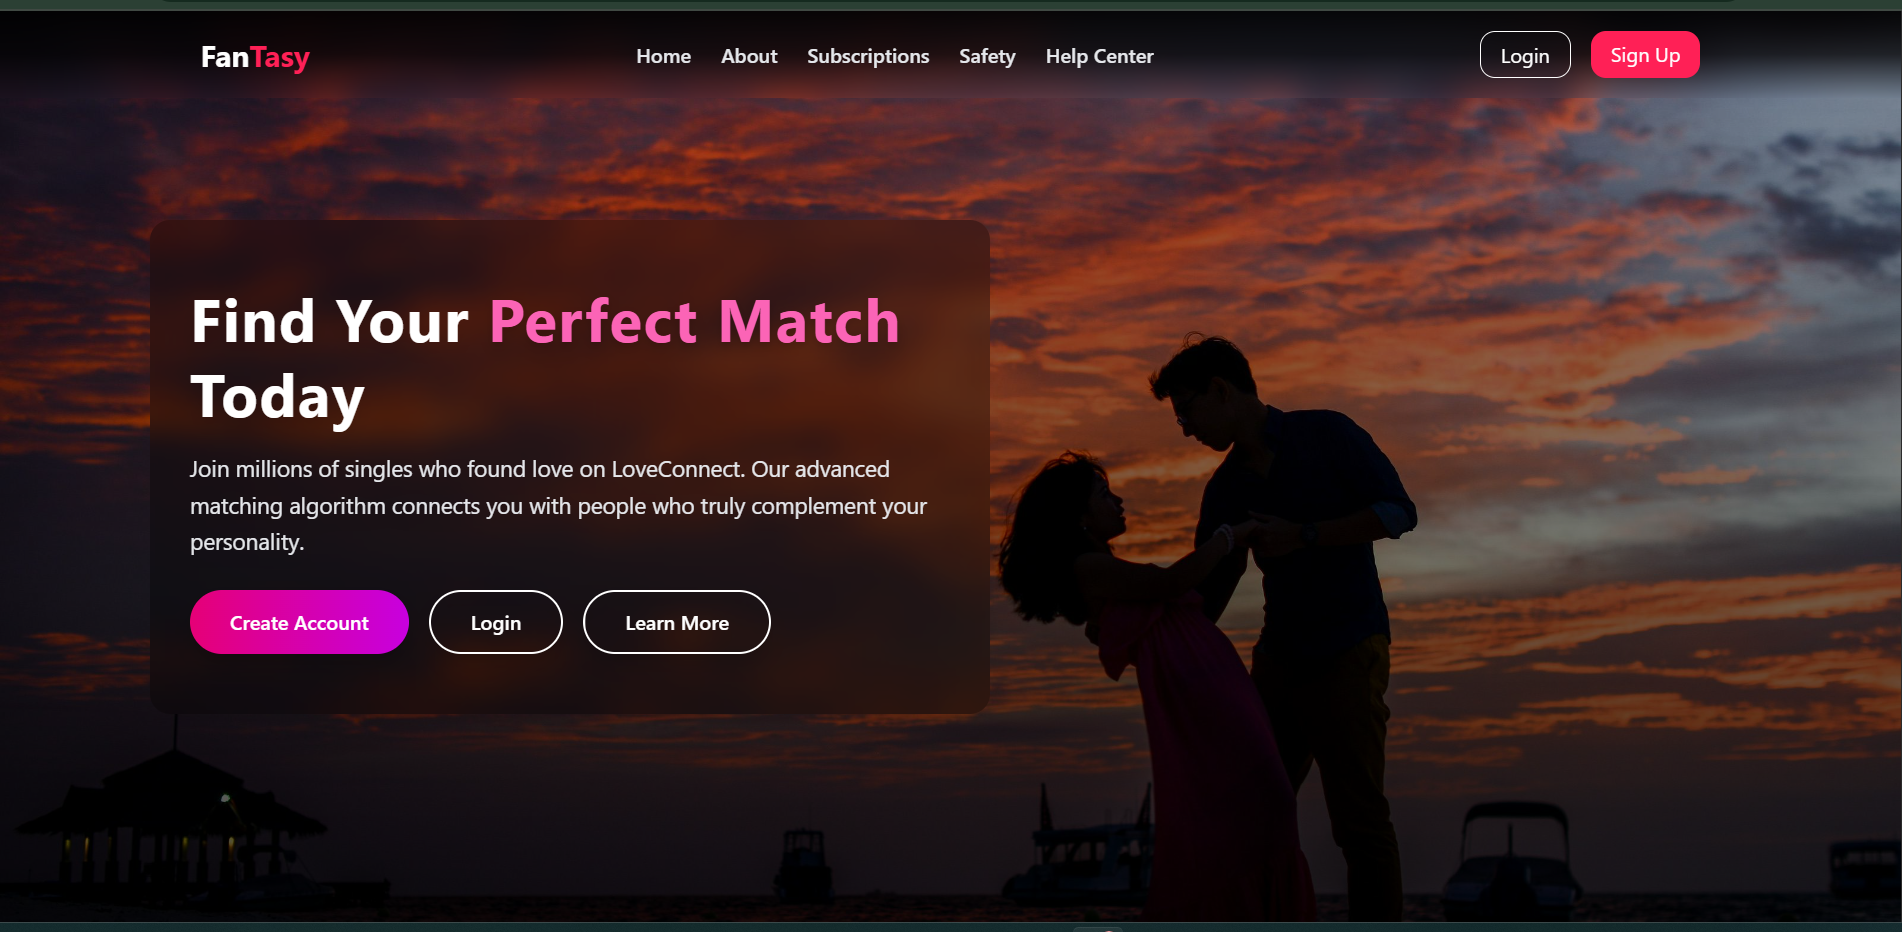 FanTasy
Home About Subscriptions Safety Help Center
Login
Sign Up
Find Your Perfect Match
Today
Join millions of singles who found love on LoveConnect. Our advanced
matching algorithm connects you with people who truly complement your
personality.
Create Account
Login
Learn More